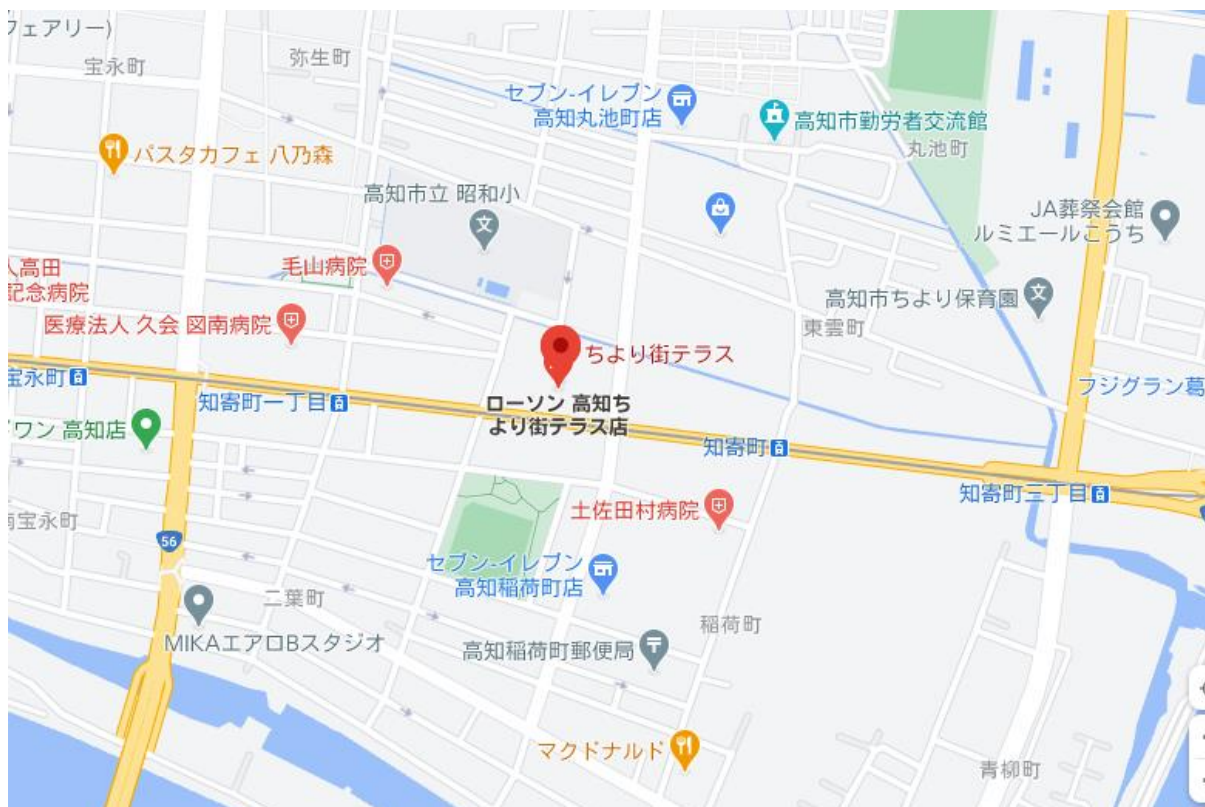 フェアリー)
宝永町
弥生町
セブン-イレブン
高知丸池町店
高知市勤労者交流館
丸池町
パスタカフェ 八乃森
高知市立 昭和小
JA葬祭会館
ルミエールこうち
人高田
記念病院
毛山病院
高知市ちより保育園
医療法人 久会 図南病院
東雲町
ちより街テラス
宝永町
知寄町一丁目
ローソン 高知ち
より街テラス店
フジグラン葛
ワン 高知店
知寄町
知寄町三丁目
土佐田村病院
南宝永町
56
セブン-イレブン
高知稲荷町店
二葉町
稲荷町
MIKAエアロBスタジオ
高知稲荷町郵便局
マクドナルド
青柳町